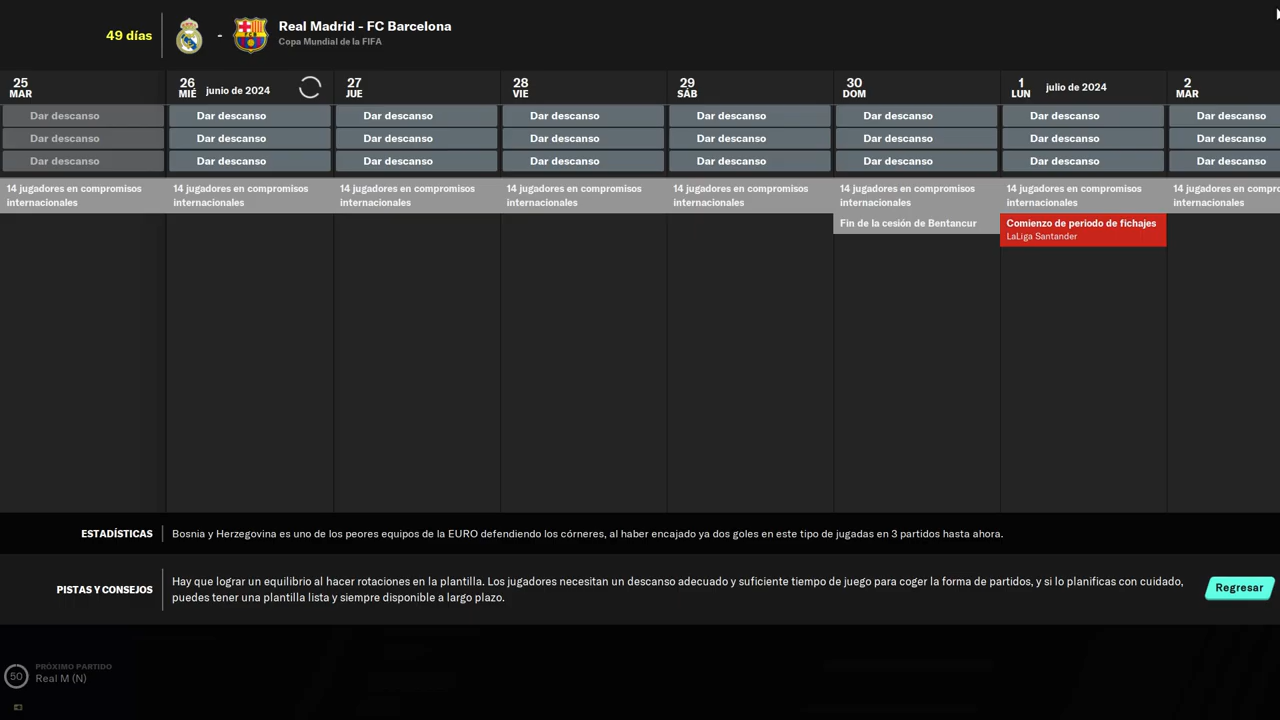 49 días
-
Real Madrid - FC Barcelona
Copa Mundial de la FIFA
25
MAR
26
MIÉ
junio de 2024
27
JUE
28
VIE
29
SÁB
30
DOM
1
LUN
julio de 2024
2
MAR
Dar descanso Dar descanso Dar descanso Dar descanso Dar descanso Dar descanso Dar descanso Dar descanso
Dar descanso Dar descanso Dar descanso Dar descanso Dar descanso Dar descanso Dar descanso Dar descanso
Dar descanso Dar descanso Dar descanso Dar descanso Dar descanso Dar descanso Dar descanso Dar descanso
14 jugadores en compromisos
internacionales
14 jugadores en compromisos
internacionales
14 jugadores en compromisos
internacionales
14 jugadores en compromisos
internacionales
14 jugadores en compromisos
internacionales
14 jugadores en compromisos
internacionales
14 jugadores en compromisos
internacionales
14 jugadores en compro
internacionales
Fin de la cesión de Bentancur
Comienzo de periodo de fichajes
LaLiga Santander
ESTADÍSTICAS
Bosnia y Herzegovina es uno de los peores equipos de la EURO defendiendo los córneres, al haber encajado ya dos goles en este tipo de jugadas en 3 partidos hasta ahora.
PISTAS Y CONSEJOS
Hay que lograr un equilibrio al hacer rotaciones en la plantilla. Los jugadores necesitan un descanso adecuado y suficiente tiempo de juego para coger la forma de partidos, y si lo planificas con cuidado,
puedes tener una plantilla lista y siempre disponible a largo plazo.
Regresar
50
PRÓXIMO PARTIDO
Real M (N)